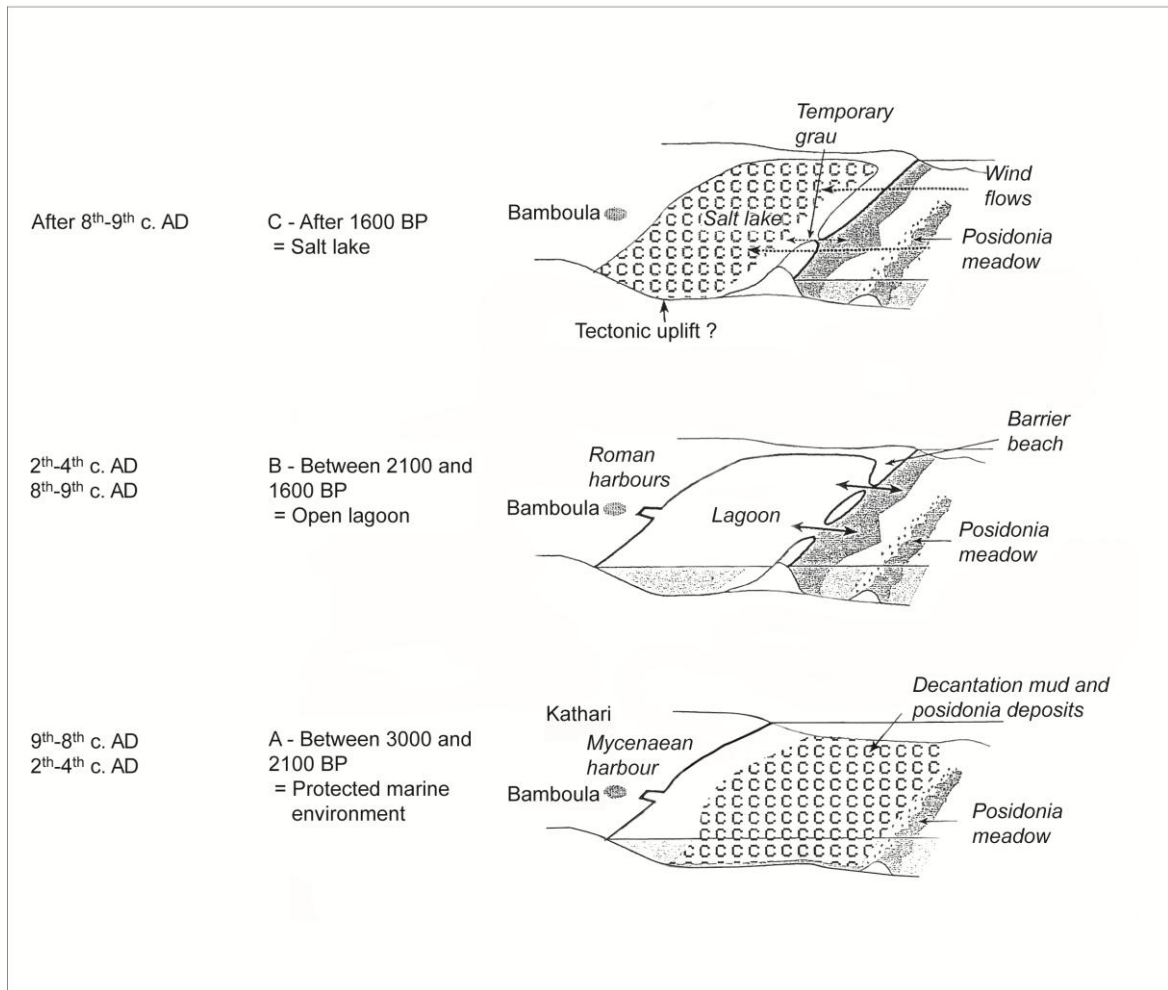 Temporary
grau
Wind
flows
After 8th-9th c. AD
C - After 1600 BP
= Salt lake
Bamboula
Salt lake
Posidonia
meadow
Tectonic uplift ?
Barrier
beach
2th-4th c. AD
8th-9th c. AD
B - Between 2100 and
1600 BP
= Open lagoon
Roman
harbours
Bamboula
Lagoon
Posidonia
meadow
Decantation mud and
posidonia deposits
9th-8th c. AD
2th-4th c. AD
A - Between 3000 and
2100 BP
= Protected marine
environment
Kathari
Mycenaean
harbour
Bamboula
Posidonia
meadow